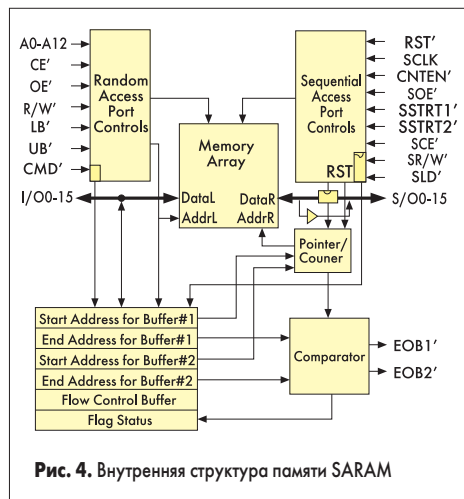 A0-A12
CE'
OE'
R/W'
LB'
UB'
CMD'
I/O0-15
Random
Access
Port
Controls
Memory
Array
DataL
AddrL
DataR
AddrR
Sequential
Access
Port
Controls
RST
RST'
SCLK
CNTEN'
SOE'
SSTRT1'
SSTRT2'
SCE'
SR/W'
SLD'
S/O0-15
Pointer/
Couner
Start Address for Buffer#1
End Address for Buffer#1
Start Address for Buffer#2
End Address for Buffer#2
Flow Control Buffer
Flag Status
Comparator
EOB1'
EOB2'
Рис. 4. Внутренняя структура памяти SARAM